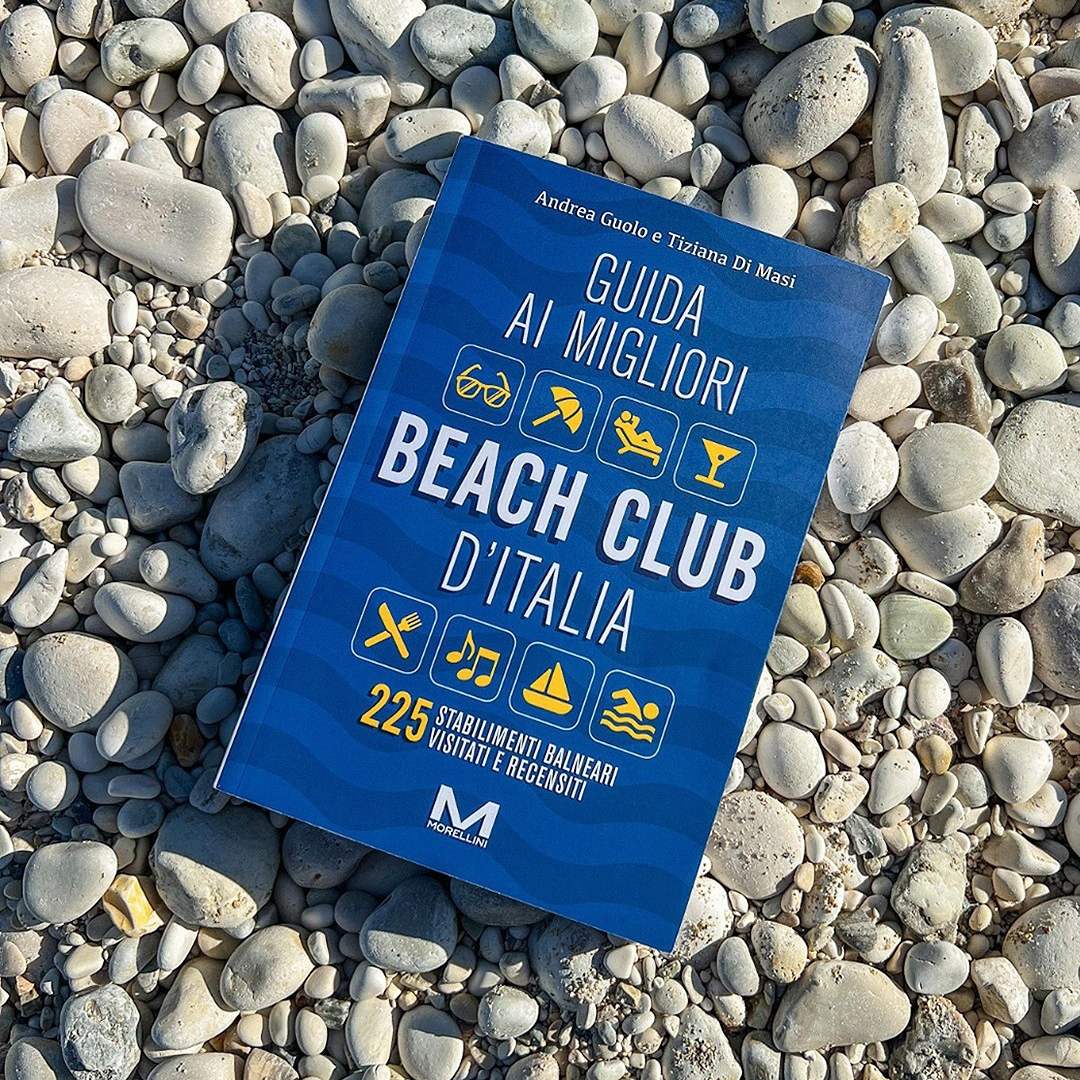 Andrea Guolo e Tiziana Di Masi
GUIDA
AI MIGLIORI
BEACH CLUB
D'ITALIA
225 STABILIMENTI BALNEARI
VISITATI E RECENSITI
M
MORELLINI